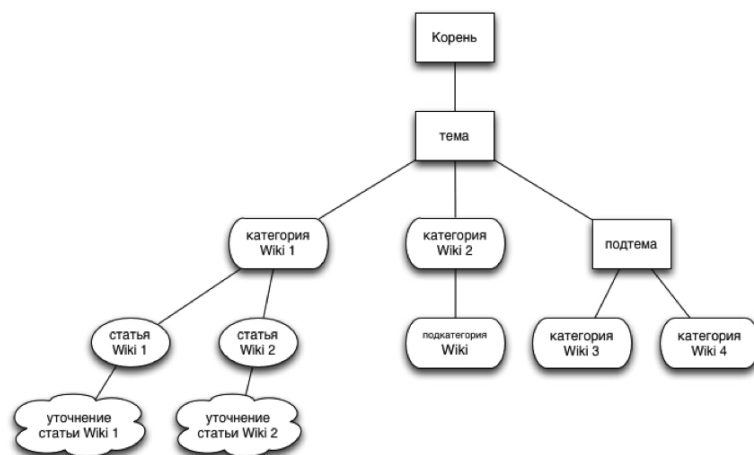 Корень
тема
категория
Wiki 1
категория
Wiki 2
подтема
статья
Wiki 1
статья
Wiki 2
подкатегория
Wiki
категория
Wiki 3
категория
Wiki 4
уточнение
статьи Wiki 1
уточнение
статьи Wiki 2